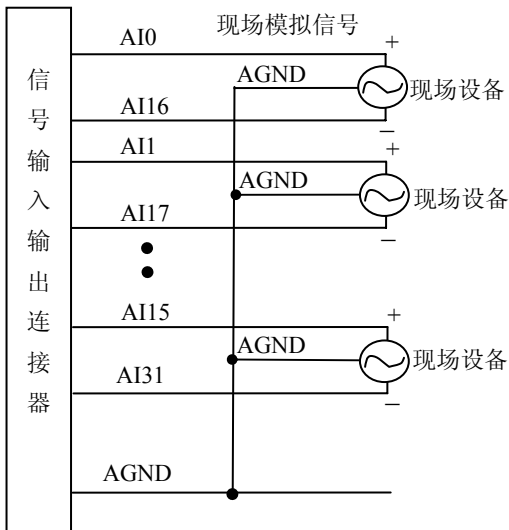 信号输入输出连接器
现场模拟信号
AI0
+
AGND
现场设备
AI16
−
AI1
+
AGND
现场设备
AI17
−
AI15
+
AGND
现场设备
AI31
−
AGND